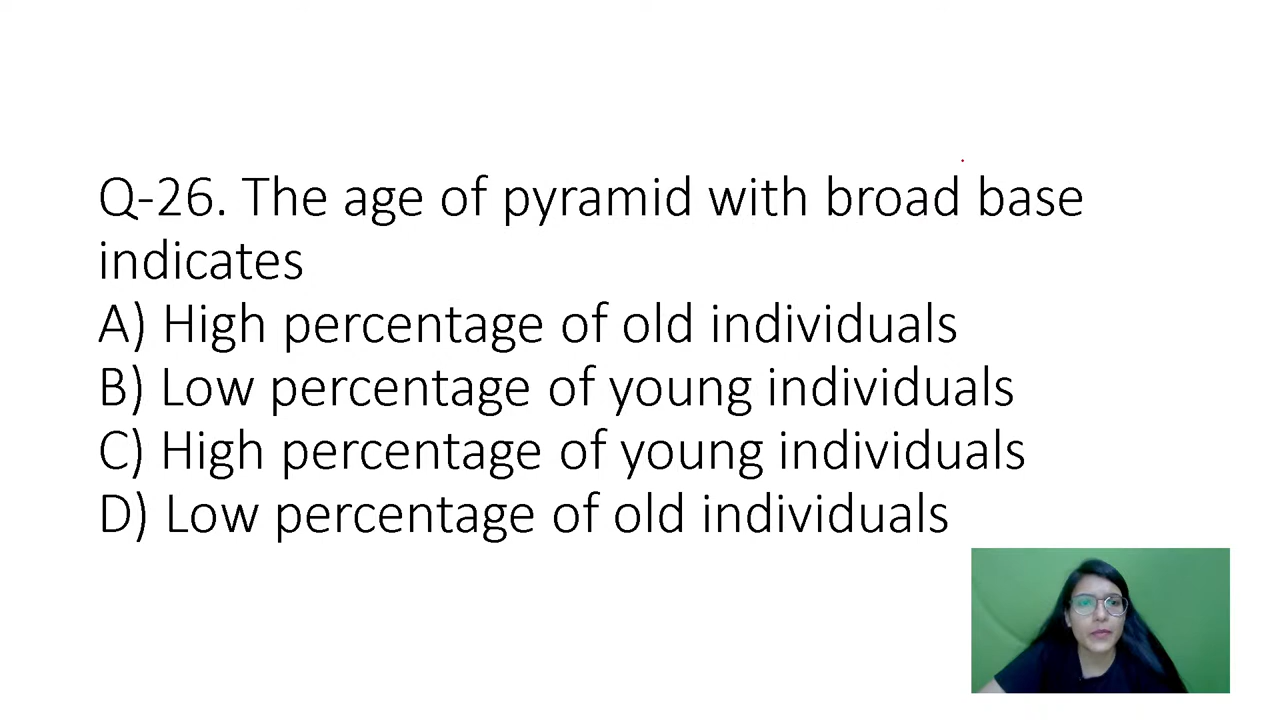 Q-26. The age of pyramid with broad base
indicates
A) High percentage of old individuals
B) Low percentage of young individuals
C) High percentage of young individuals
D) Low percentage of old individuals